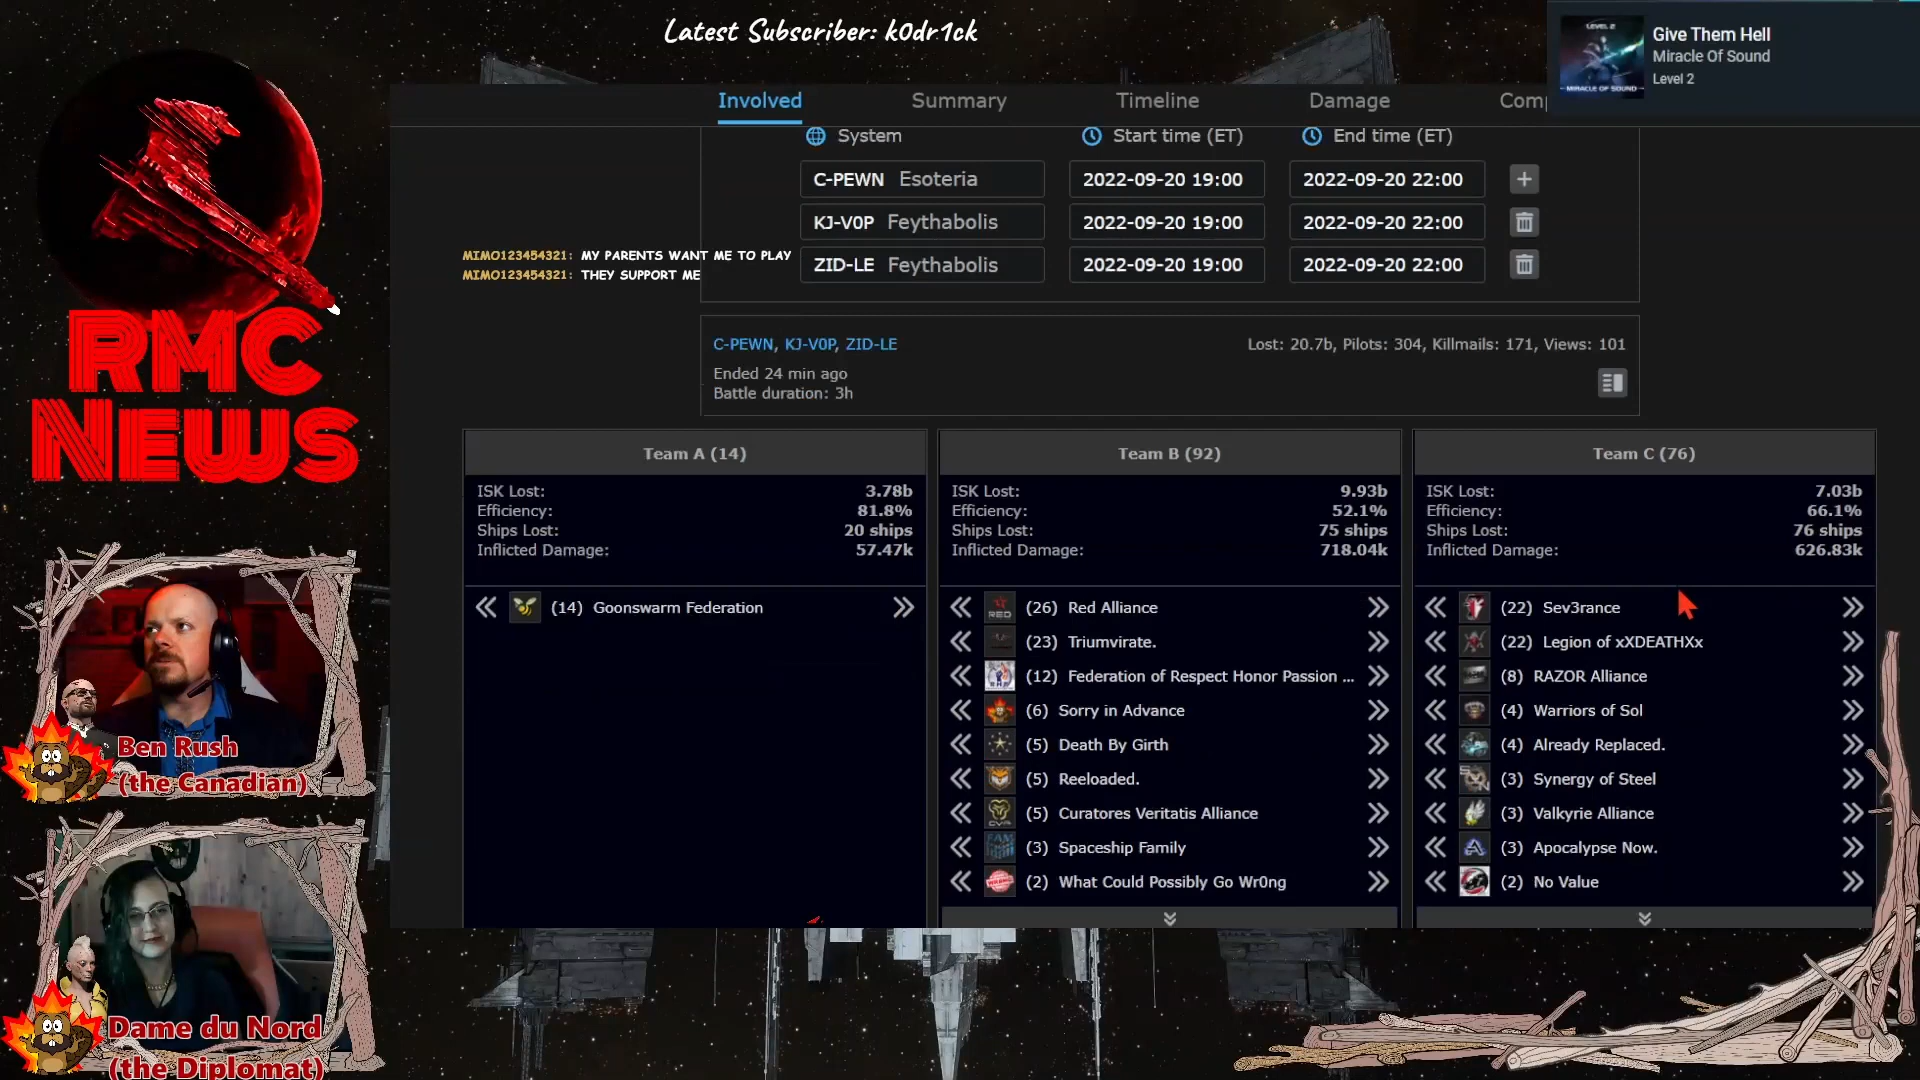 Latest Subscriber: k0dr1ck
Give Them Hell
Miracle Of Sound
Level 2
LEVEL 2
MIRACLE OF SOUND
Involved
Summary
Timeline
Damage
Com
System
Start time (ET)
End time (ET)
C-PEWN Esoteria
2022-09-20 19:00
2022-09-20 22:00
KJ-V0P Feythabolis
2022-09-20 19:00
2022-09-20 22:00
ZID-LE Feythabolis
2022-09-20 19:00
2022-09-20 22:00
MIMO123454321: MY PARENTS WANT ME TO PLAY
MIMO123454321: THEY SUPPORT ME
RMC
NEWS
C-PEWN, KJ-V0P, ZID-LE
Lost: 20.7b, Pilots: 304, Killmails: 171, Views: 101
Ended 24 min ago
Battle duration: 3h
Team A (14)
ISK Lost: 3.78b
Efficiency: 81.8%
Ships Lost: 20 ships
Inflicted Damage: 57.47k
(14) Goonswarm Federation
Team B (92)
ISK Lost: 9.93b
Efficiency: 52.1%
Ships Lost: 75 ships
Inflicted Damage: 718.04k
RED
(26) Red Alliance
(23) Triumvirate.
(12) Federation of Respect Honor Passion ...
(6) Sorry in Advance
(5) Death By Girth
(5) Reeloaded.
(5) Curatores Veritatis Alliance
(3) Spaceship Family
(2) What Could Possibly Go Wr0ng
Team C (76)
ISK Lost: 7.03b
Efficiency: 66.1%
Ships Lost: 76 ships
Inflicted Damage: 626.83k
(22) Sev3rance
(22) Legion of xXDEATHXx
(8) RAZOR Alliance
(4) Warriors of Sol
(4) Already Replaced.
(3) Synergy of Steel
(3) Valkyrie Alliance
(3) Apocalypse Now.
(2) No Value
Ben Rush
(the Canadian)
Dame du Nord
(the Diplomat)